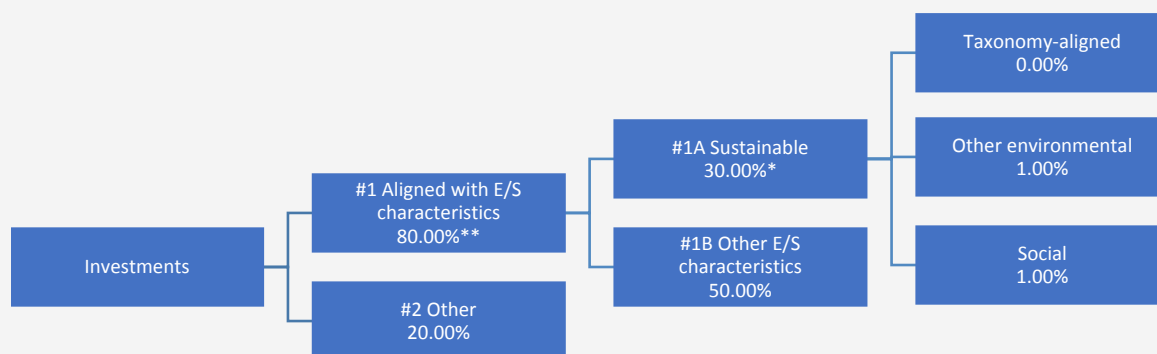 Investments
#1 Aligned with E/S
characteristics
80.00%**
#2 Other
20.00%
#1A Sustainable
30.00%*
#1B Other E/S
characteristics
50.00%
Taxonomy-aligned
0.00%
Other environmental
1.00%
Social
1.00%